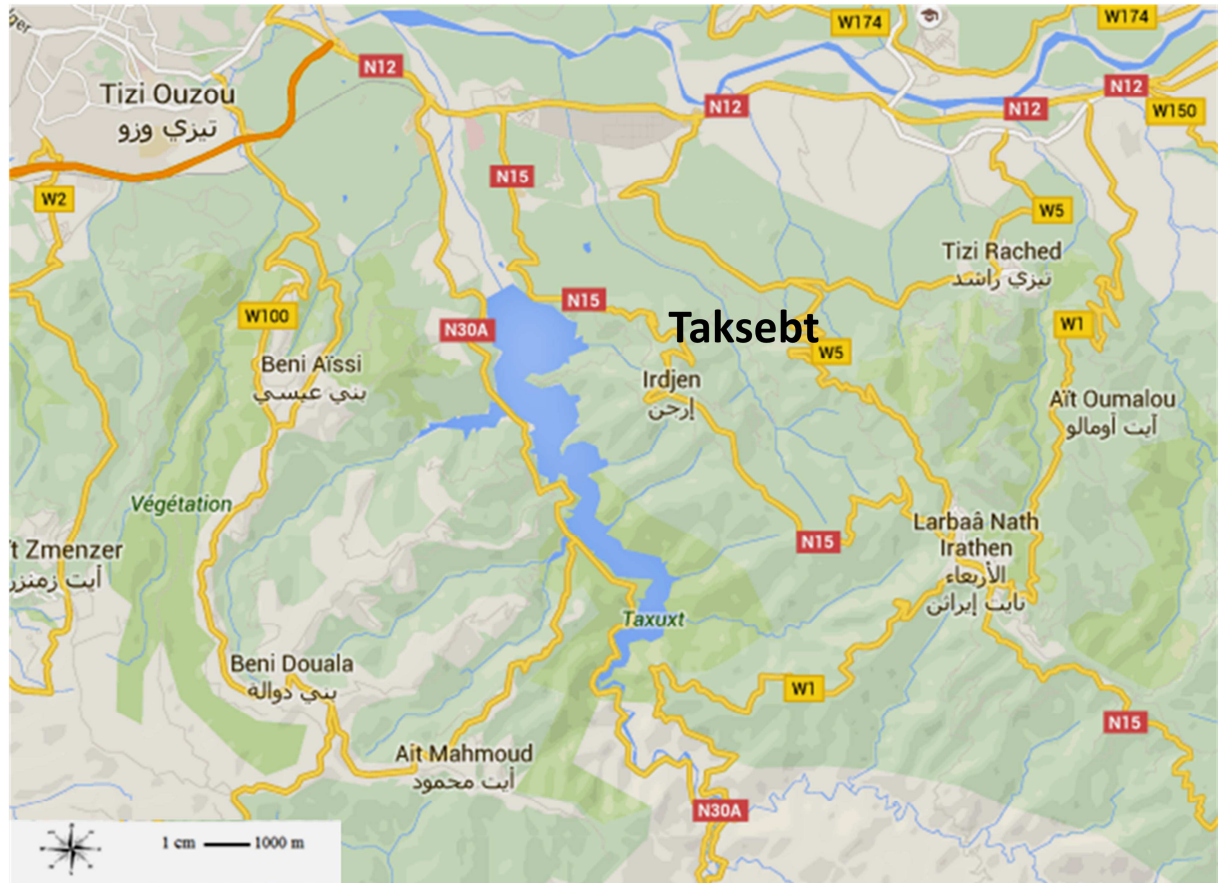 W174
W174
N12
Tizi Ouzou
تيزي وزو
N12
N12
N12
W150
N15
W2
W5
Tizi Rached
تيزي راشد
N15
W100
N30A
Taksebt
W1
W5
Beni Aïssi
بني عيسي
Irdjen
إرجن
Aït Oumalou
آيت أومالو
Végétation
Larbaâ Nath
Irathen
الأربعاء
نايت إيراثن
N15
't Zmenzer
أيت زمنزر
Taxuxt
Beni Douala
بني دوالة
W1
N15
Ait Mahmoud
أيت محمود
N30A
1 cm 1000 m